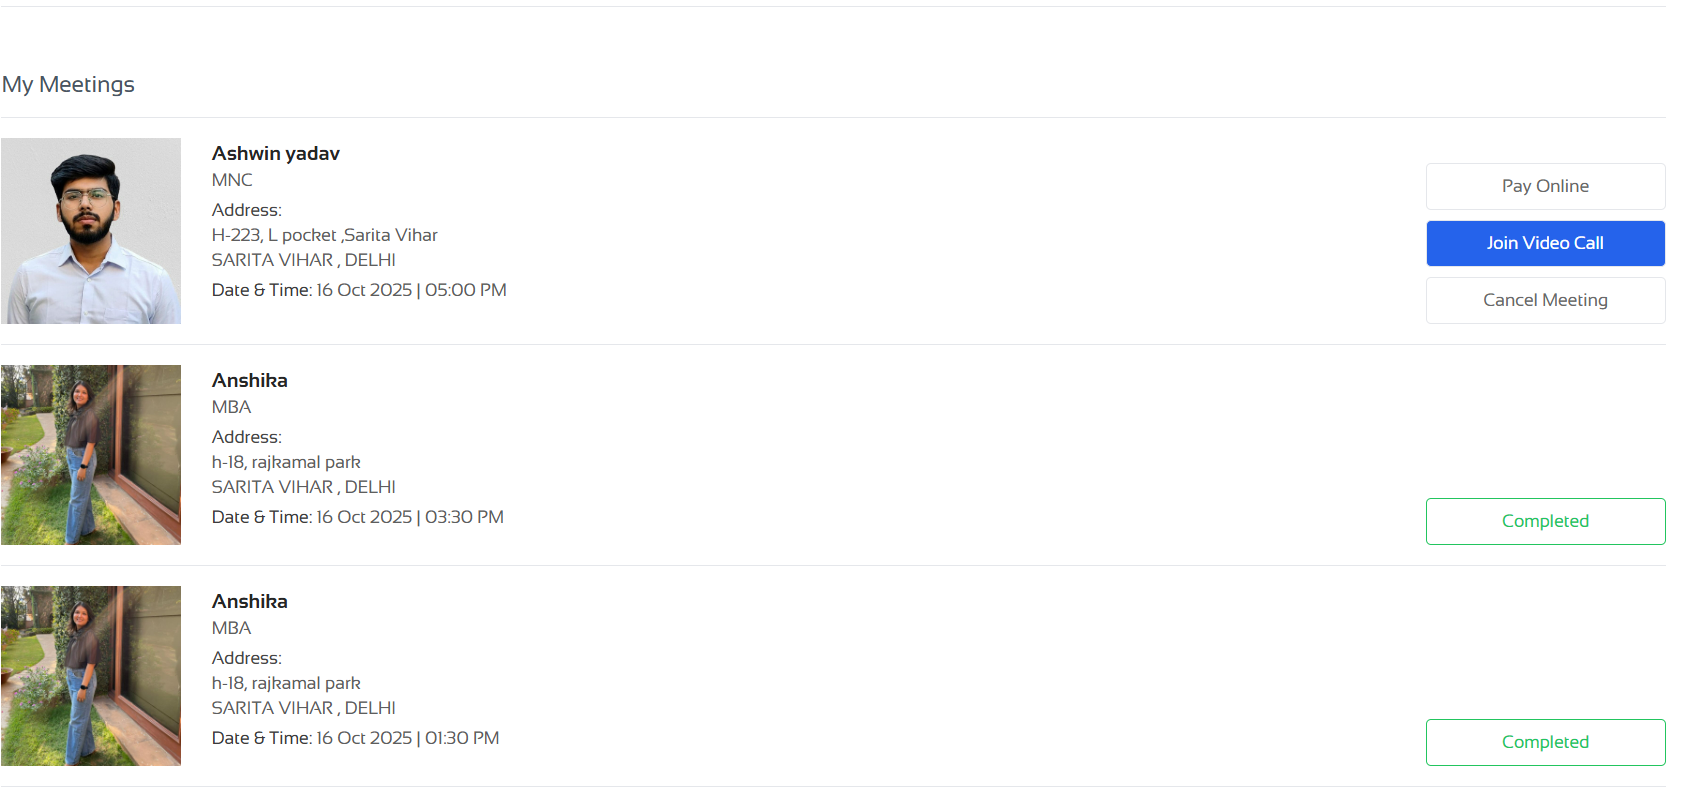 My Meetings
Ashwin yadav
MNC
Address:
H-223, L pocket ,Sarita Vihar
SARITA VIHAR , DELHI
Date & Time: 16 Oct 2025 | 05:00 PM
Pay Online
Join Video Call
Cancel Meeting
Anshika
MBA
Address:
h-18, rajkamal park
SARITA VIHAR , DELHI
Date & Time: 16 Oct 2025 | 03:30 PM
Completed
Anshika
MBA
Address:
h-18, rajkamal park
SARITA VIHAR , DELHI
Date & Time: 16 Oct 2025 | 01:30 PM
Completed